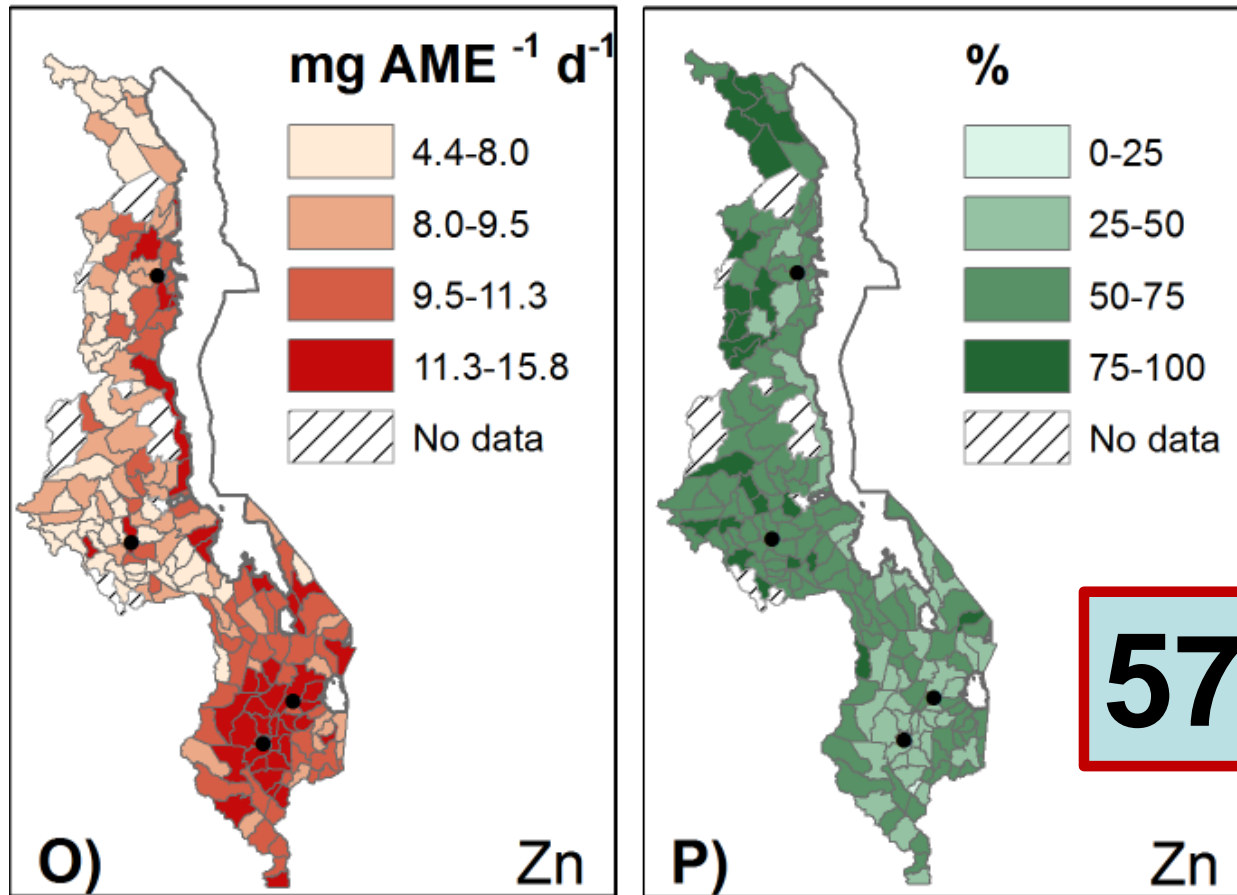 mg AME ⁻¹ d⁻¹
4.4-8.0
8.0-9.5
9.5-11.3
11.3-15.8
No data
O)
Zn
%
0-25
25-50
50-75
75-100
No data
57
P)
Zn